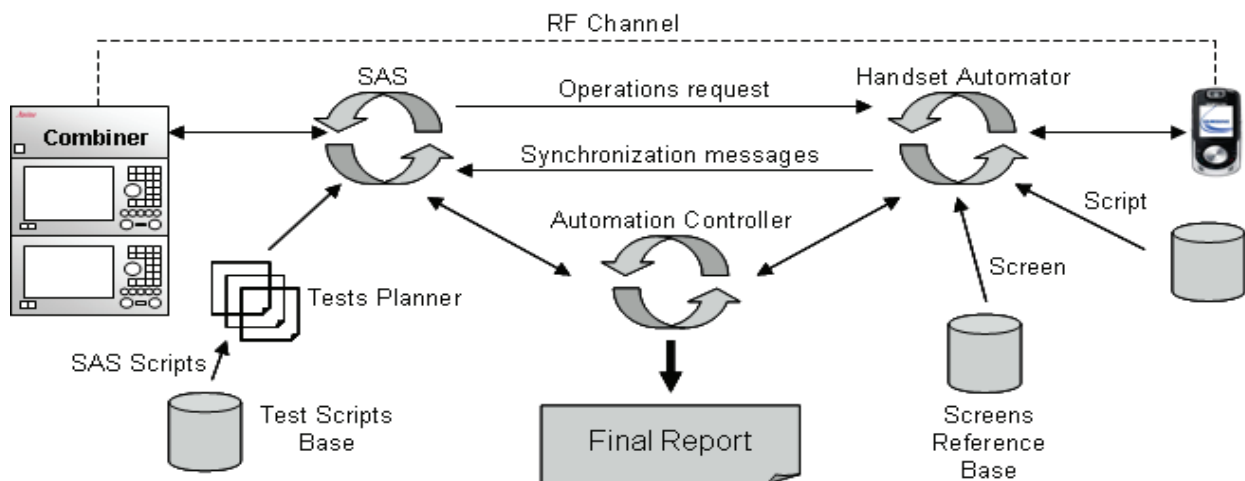 RF Channel
SAS
Handset Automator
Operations request
Combiner
Synchronization messages
Script
Automation Controller
Screen
Tests Planner
SAS Scripts
Test Scripts
Base
Final Report
Screens
Reference
Base